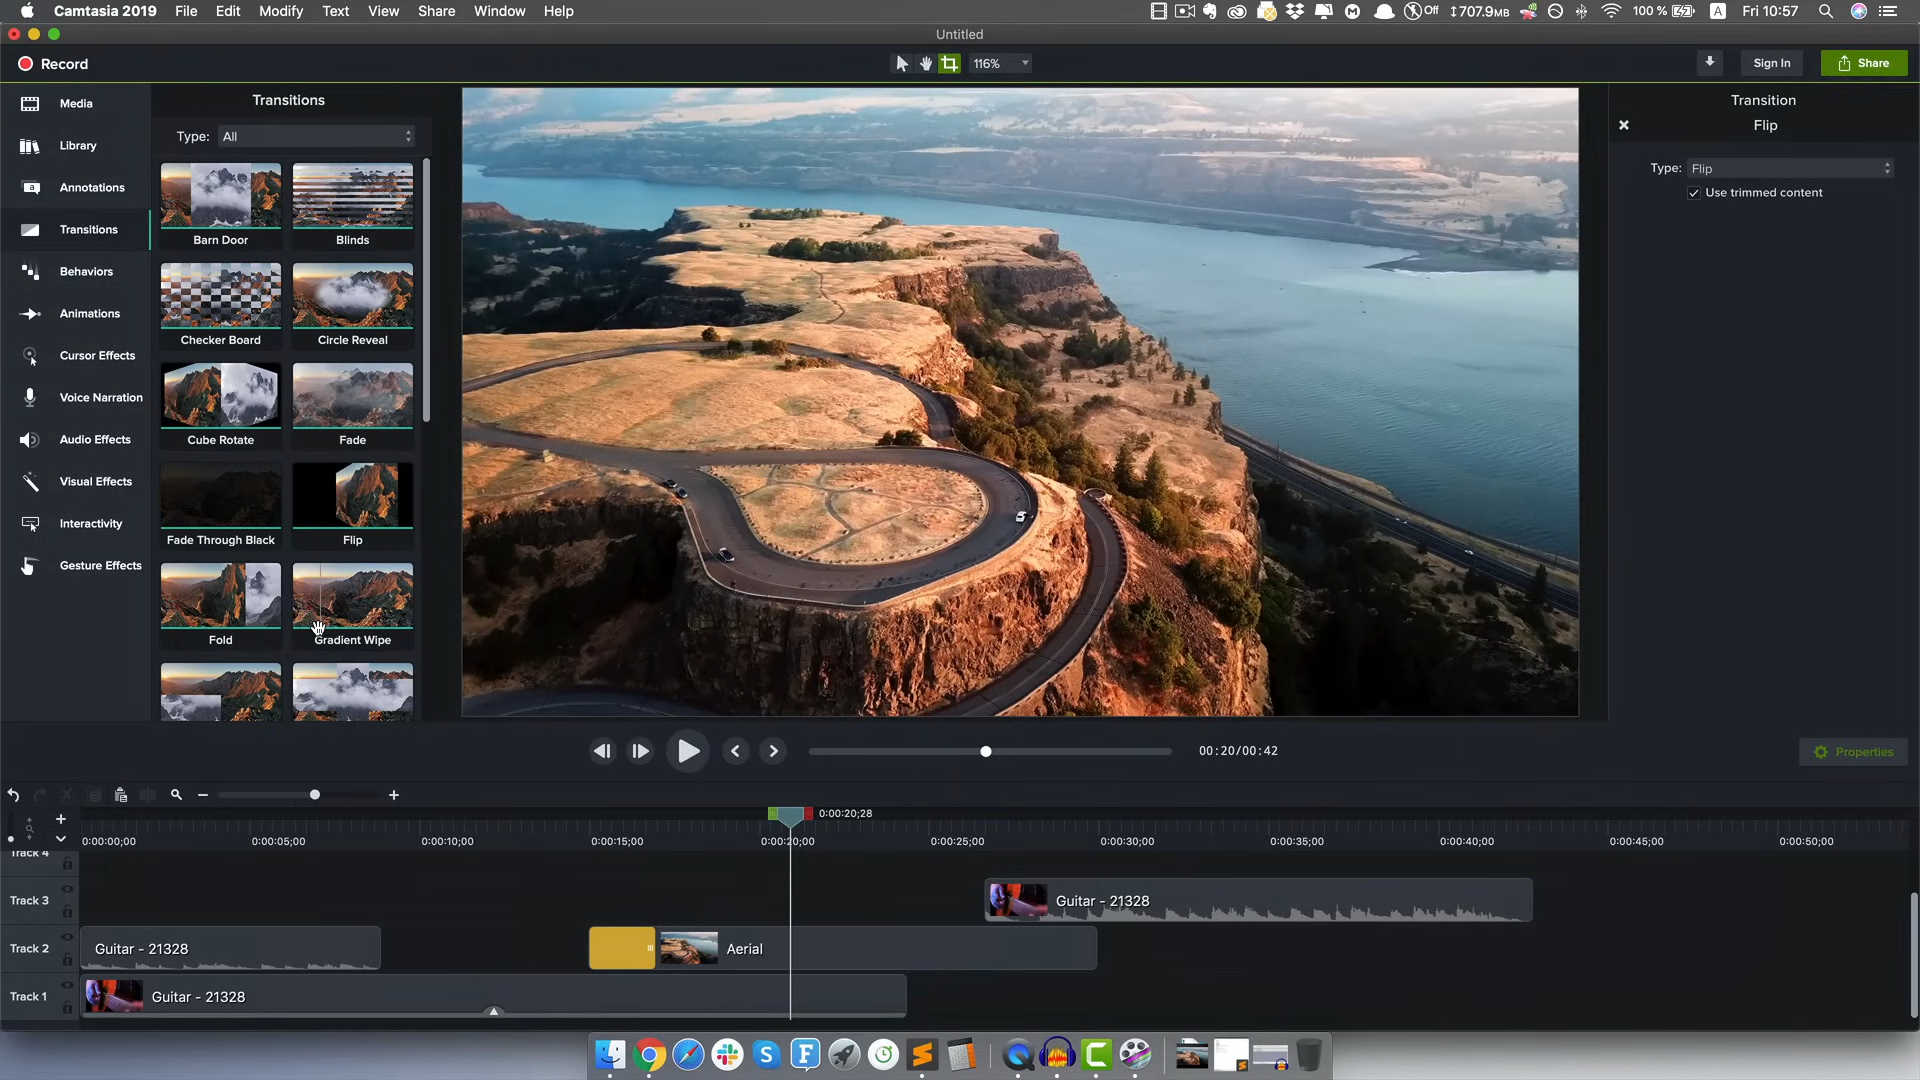 Camtasia 2019 File Edit Modify Text View Share Window Help
Off 707.9MB 100 % A Fri 10:57
Untitled
Record
116%
Sign In
Share
Media
Library
Annotations
Transitions
Behaviors
Animations
Cursor Effects
Voice Narration
Audio Effects
Visual Effects
Interactivity
Gesture Effects
Transitions
Type: All
Barn Door Blinds
Checker Board Circle Reveal
Cube Rotate Fade
Fade Through Black Flip
Fold Gradient Wipe
Transition
Flip
Type: Flip
Use trimmed content
00:20/00:42
Properties
0:00:20;28
0:00:00;00 0:00:05;00 0:00:10;00 0:00:15;00 0:00:20;00 0:00:25;00 0:00:30;00 0:00:35;00 0:00:40;00 0:00:45;00 0:00:50;00
Track 4
Track 3 Guitar - 21328
Track 2 Guitar - 21328 Aerial
Track 1 Guitar - 21328